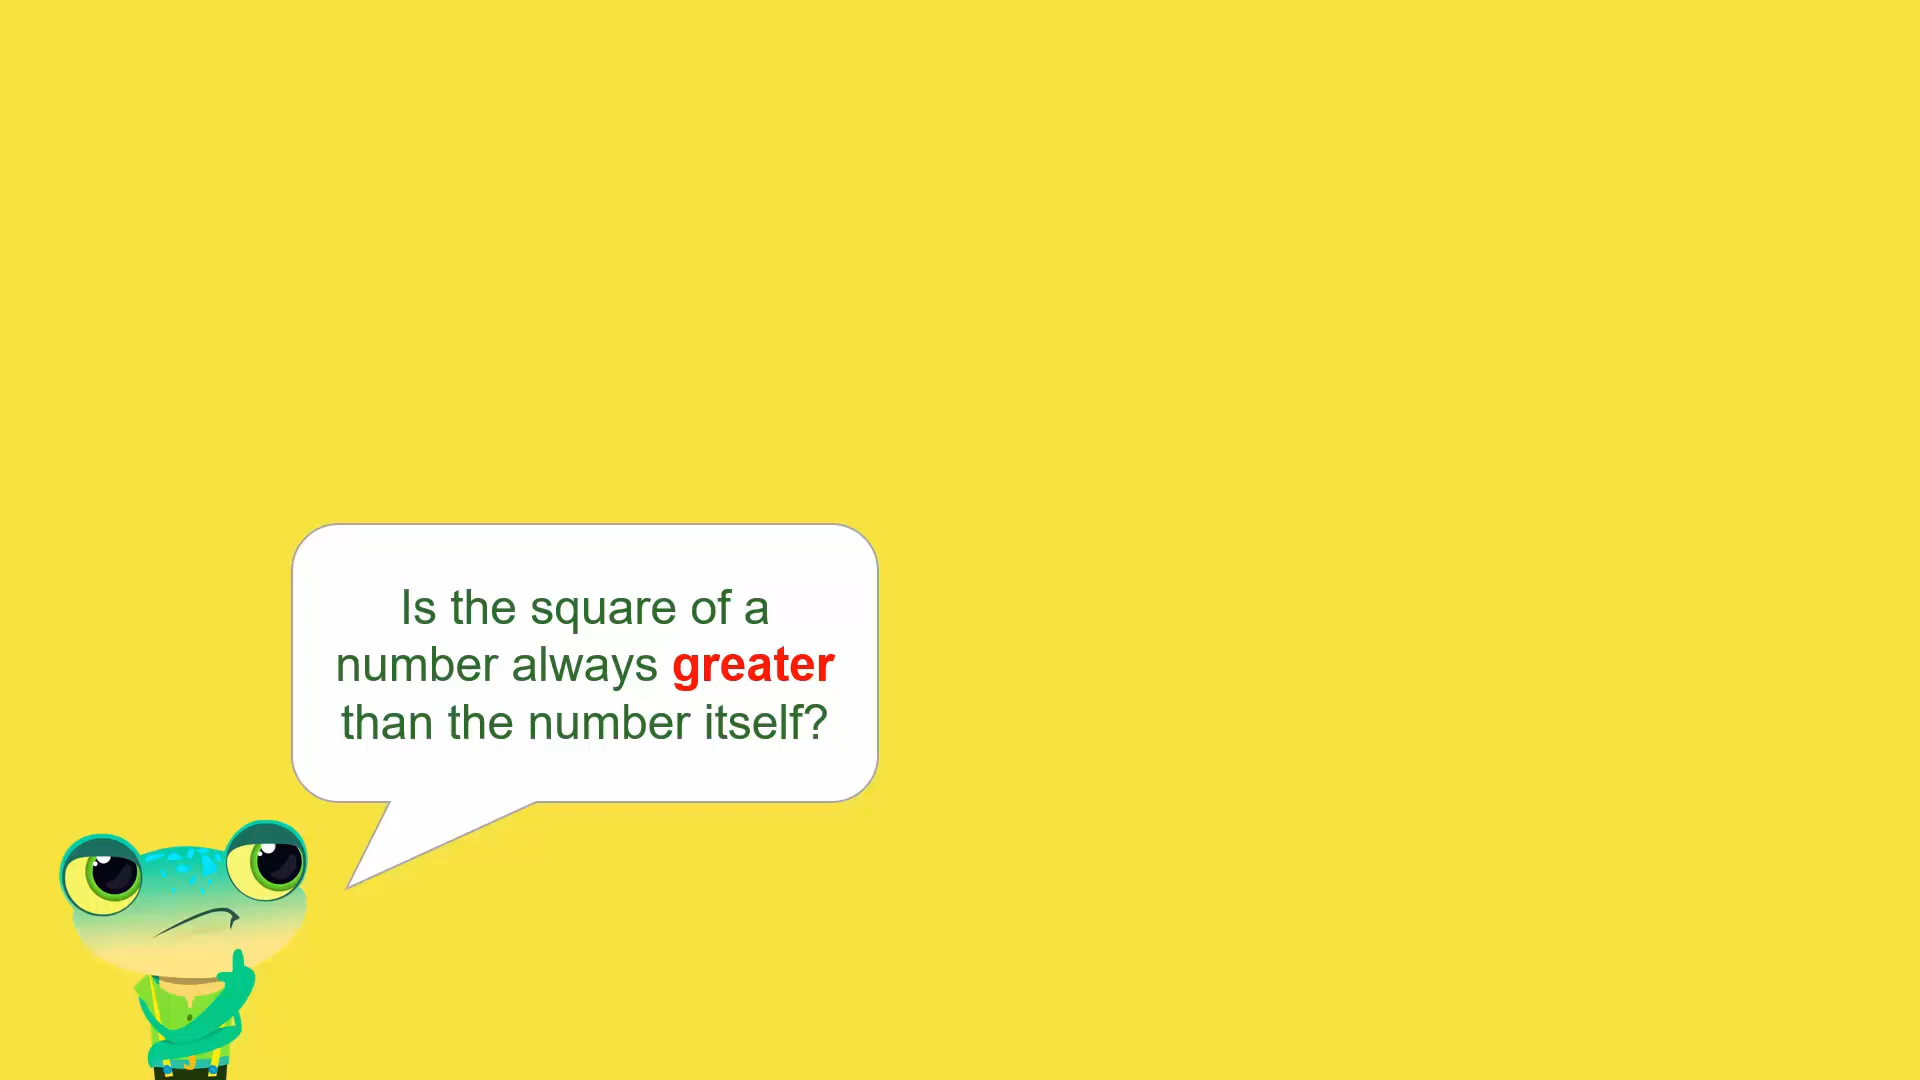 Is the square of a
number always greater
than the number itself?